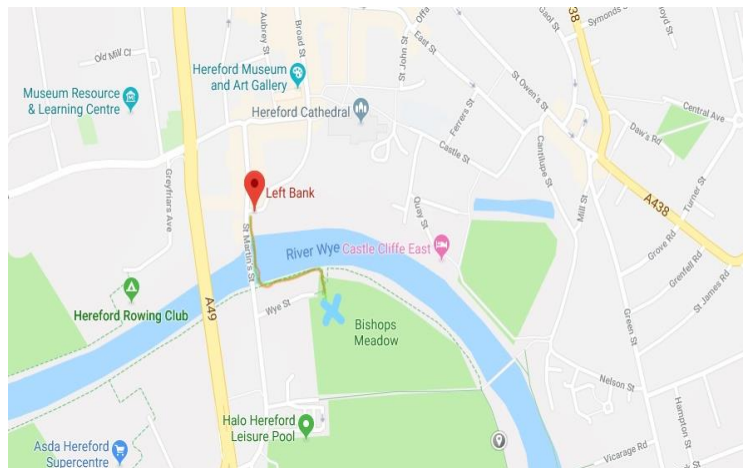 Aubrey St
Broad St
Offa
Gaol St
Symonds S
38
loyd St
Old Mill Cl
East St
St John St
Hereford Museum
and Art Gallery
St Owen's St
Museum Resource
& Learning Centre
Hereford Cathedral
Ferrers St
Central Ave
Daw's Rd
Castle St
Cantilupe St
Greyfriars Ave
Left Bank
Quay St
Mill St
Turner St
A438
St Martin's St
River Wye
Castle Cliffe East
Grove Rd
Grenfell Rd
St James Rd
A49
Hereford Rowing Club
Wye St
Bishops
Meadow
Green St
Nelson St
Hampton St
Halo Hereford
Leisure Pool
Asda Hereford
Supercentre
Vicarage Rd